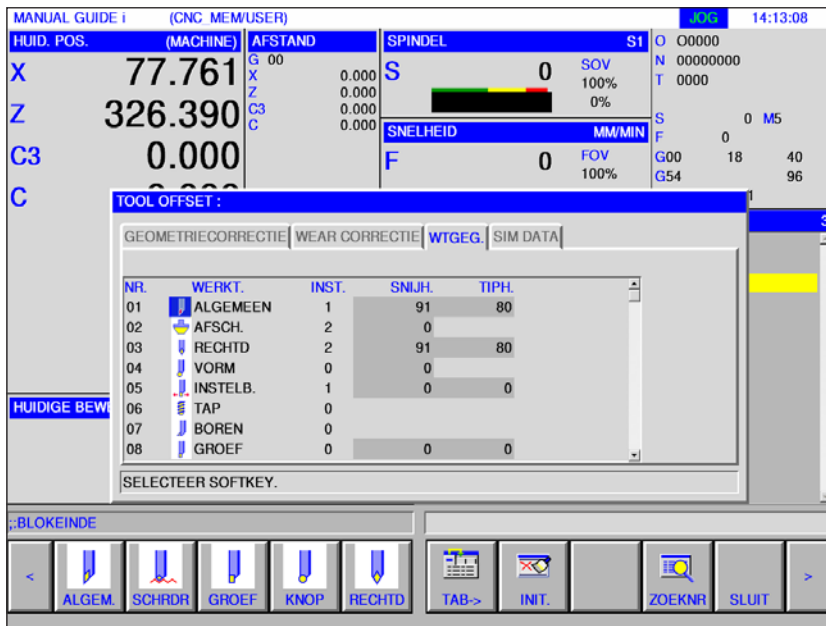 MANUAL GUIDE i (CNC_MEM/USER) JOG 14:13:08
HUID. POS. (MACHINE)
X 77.761
Z 326.390
C3 0.000
C
AFSTAND
G 00
X 0.000
Z 0.000
C3 0.000
C 0.000
SPINDEL S1
S 0 SOV
100%
0%
SNELHEID MM/MIN
F 0 FOV
100%
O O0000
N 00000000
T 0000
S 0 M5
F 0
G00 18 40
G54 96
1
3
HUIDIGE
TOOL OFFSET :
GEOMETRIECORRECTIE WEAR CORRECTIE WTGEG. SIM DATA
NR. WERKT. INST. SNIJH. TIPH.
01 ALGEMEEN 1 91 80
02 AFSCH. 2 0
03 RECHTD 2 91 80
04 VORM 0 0
05 INSTELB. 1 0 0
06 TAP 0
07 BOREN 0
08 GROEF 0 0 0
SELECTEER SOFTKEY.
;:BLOKEINDE
< ALGEM. SCHRDR GROEF KNOP RECHTD TAB-> INIT. ZOEKNR SLUIT >